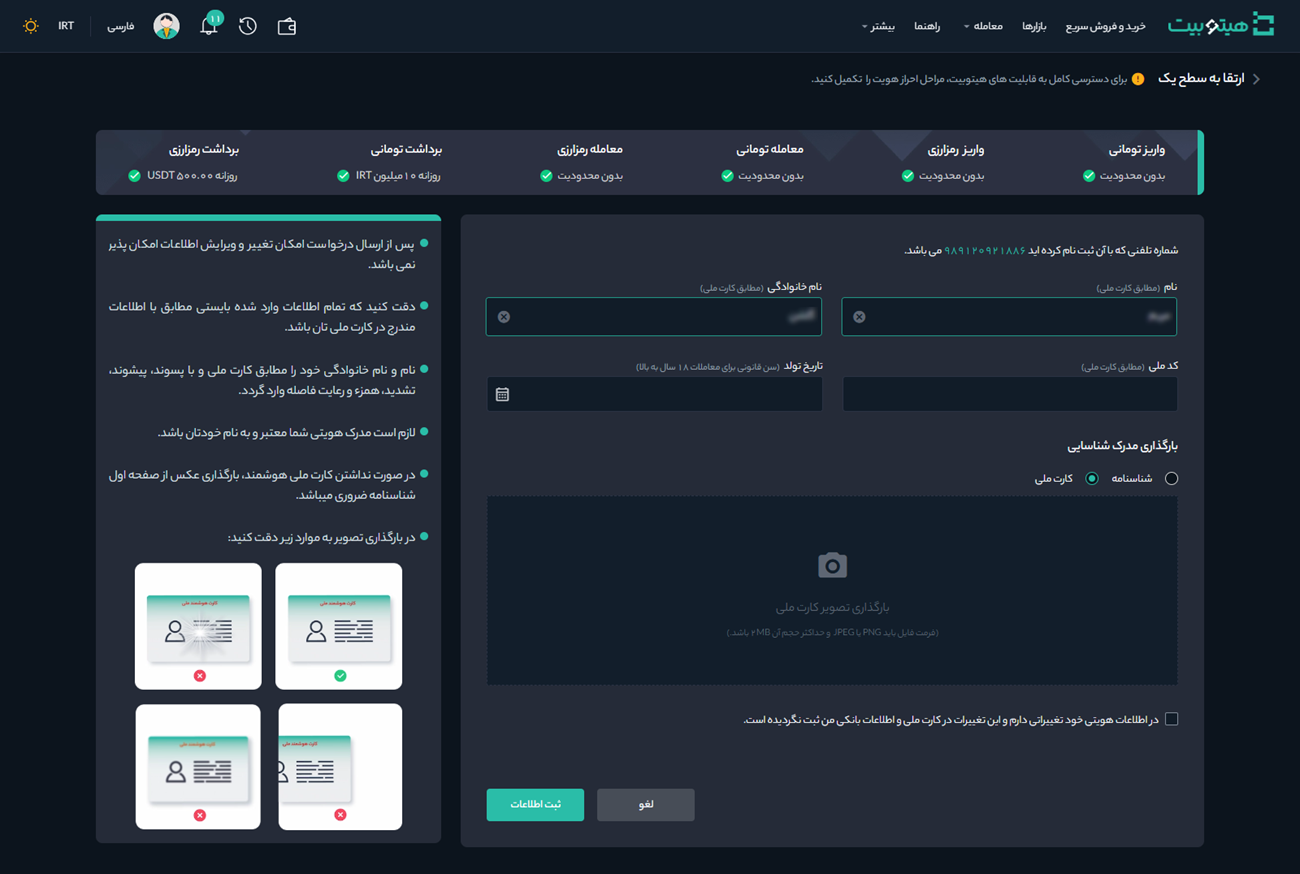 هیتوبیت
خرید و فروش سریع
بازارها
معامله
راهنما
بیشتر
۱۱
فارسی
IRT
ارتقا به سطح یک
برای دسترسی کامل به قابلیت های هیتوبیت، مراحل احراز هویت را تکمیل کنید.
واریز تومانی
بدون محدودیت
واریز رمزارزی
بدون محدودیت
معامله تومانی
بدون محدودیت
معامله رمزارزی
بدون محدودیت
برداشت تومانی
روزانه ۱۰ میلیون IRT
برداشت رمزارزی
روزانه ۵۰۰.۰۰ USDT
شماره تلفنی که با آن ثبت نام کرده اید ۹۸۹۱۲۰۹۲۱۸۸۶ می باشد.
نام (مطابق کارت ملی)
نام خانوادگی (مطابق کارت ملی)
کد ملی (مطابق کارت ملی)
تاریخ تولد (سن قانونی برای معاملات ۱۸ سال به بالا)
بارگذاری مدرک شناسایی
شناسنامه
کارت ملی
بارگذاری تصویر کارت ملی
(فرمت فایل باید PNG یا JPEG و حداکثر حجم آن ۲MB باشد.)
در اطلاعات هویتی خود تغییراتی دارم و این تغییرات در کارت ملی و اطلاعات بانکی من ثبت نگردیده است.
لغو
ثبت اطلاعات
پس از ارسال درخواست امکان تغییر و ویرایش اطلاعات امکان پذیر
نمی باشد.
دقت کنید که تمام اطلاعات وارد شده بایستی مطابق با اطلاعات
مندرج در کارت ملی تان باشد.
نام و نام خانوادگی خود را مطابق کارت ملی و با پسوند، پیشوند،
تشدید، همزء و رعایت فاصله وارد گردد.
لازم است مدرک هویتی شما معتبر و به نام خودتان باشد.
در صورت نداشتن کارت ملی هوشمند، بارگذاری عکس از صفحه اول
شناسنامه ضروری میباشد.
در بارگذاری تصویر به موارد زیر دقت کنید:
کارت هوشمند ملی
کارت هوشمند ملی
کارت هوشمند ملی
کارت هوشمند ملی